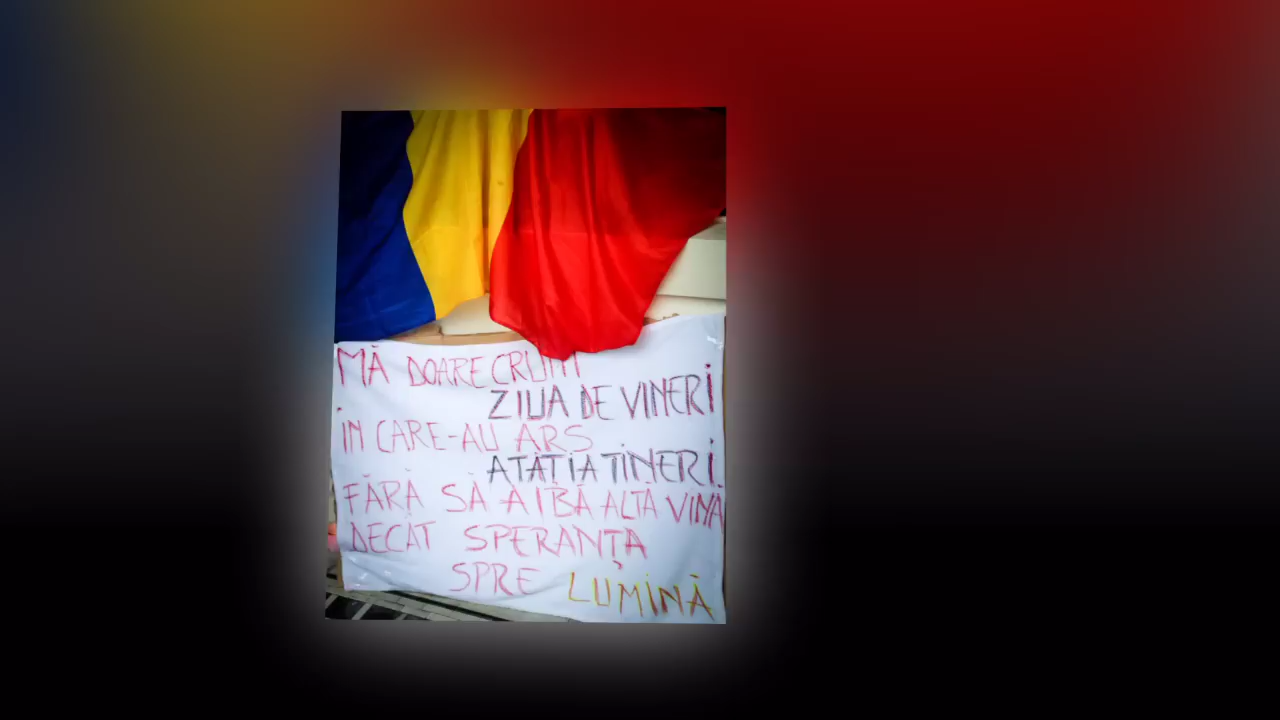 MĂ DOARE CRUNT
ZIUA DE VINERI
ÎN CARE-AU ARS
ATÂȚIA TINERI.
FĂRĂ SĂ AIBĂ ALTĂ VINĂ
DECÂT SPERANȚA
SPRE LUMINĂ